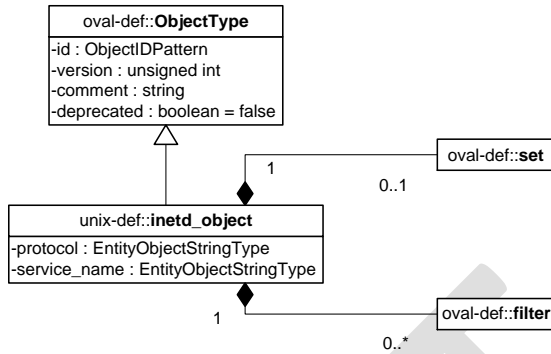 oval-def::ObjectType
-id : ObjectIDPattern
-version : unsigned int
-comment : string
-deprecated : boolean = false
1
0..1
oval-def::set
unix-def::inetd_object
-protocol : EntityObjectStringType
-service_name : EntityObjectStringType
1
0..*
oval-def::filter